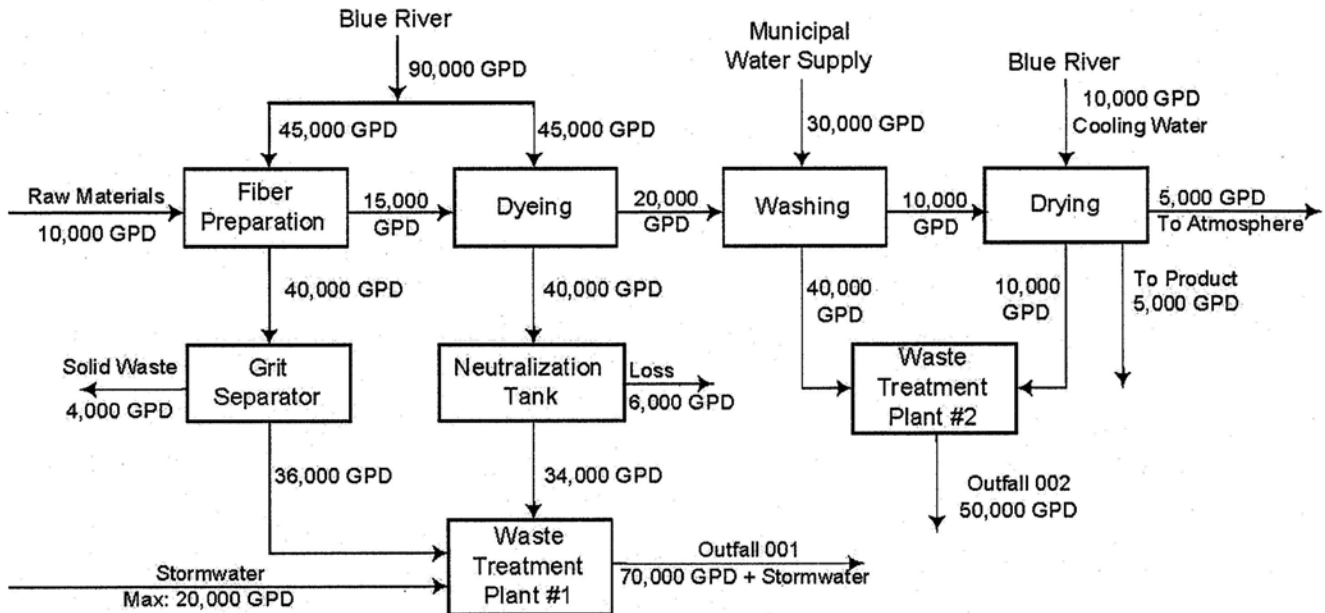 Blue River
90,000 GPD
45,000 GPD
45,000 GPD
Municipal
Water Supply
30,000 GPD
Blue River
10,000 GPD
Cooling Water
Raw Materials
10,000 GPD
Fiber
Preparation
15,000
GPD
Dyeing
20,000
GPD
Washing
10,000
GPD
Drying
5,000 GPD
To Atmosphere
40,000 GPD
40,000 GPD
40,000
GPD
10,000
GPD
To Product
5,000 GPD
Solid Waste
4,000 GPD
Grit
Separator
Neutralization
Tank
Loss
6,000 GPD
Waste
Treatment
Plant #2
36,000 GPD
34,000 GPD
Outfall 002
50,000 GPD
Stormwater
Max: 20,000 GPD
Waste
Treatment
Plant #1
Outfall 001
70,000 GPD + Stormwater